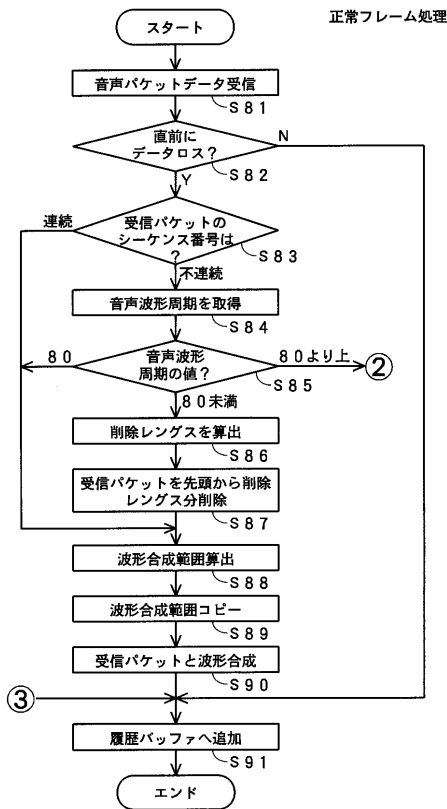 正常フレーム処理
スタート
音声パケットデータ受信
S81
直前に
データロス？
N
S82
Y
連続
受信パケットの
シーケンス番号は
？
S83
不連続
音声波形周期を取得
S84
80
音声波形
周期の値？
80より上
②
S85
80未満
削除レングスを算出
S86
受信パケットを先頭から削除
レングス分削除
S87
波形合成範囲算出
S88
波形合成範囲コピー
S89
受信パケットと波形合成
S90
③
履歴バッファへ追加
S91
エンド